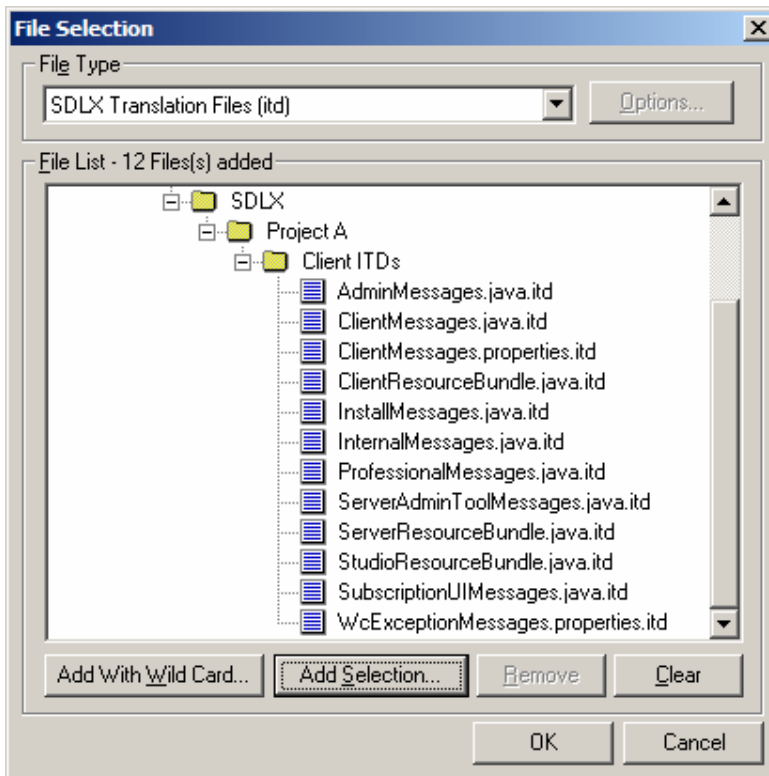 File Selection
File Type
SDLX Translation Files (itd)
Options...
File List - 12 Files(s) added
SDLX
Project A
Client ITDs
AdminMessages.java.itd
ClientMessages.java.itd
ClientMessages.properties.itd
ClientResourceBundle.java.itd
InstallMessages.java.itd
InternalMessages.java.itd
ProfessionalMessages.java.itd
ServerAdminToolMessages.java.itd
ServerResourceBundle.java.itd
StudioResourceBundle.java.itd
SubscriptionUIMessages.java.itd
WcExceptionMessages.properties.itd
Add With Wild Card... Add Selection... Remove Clear
OK Cancel